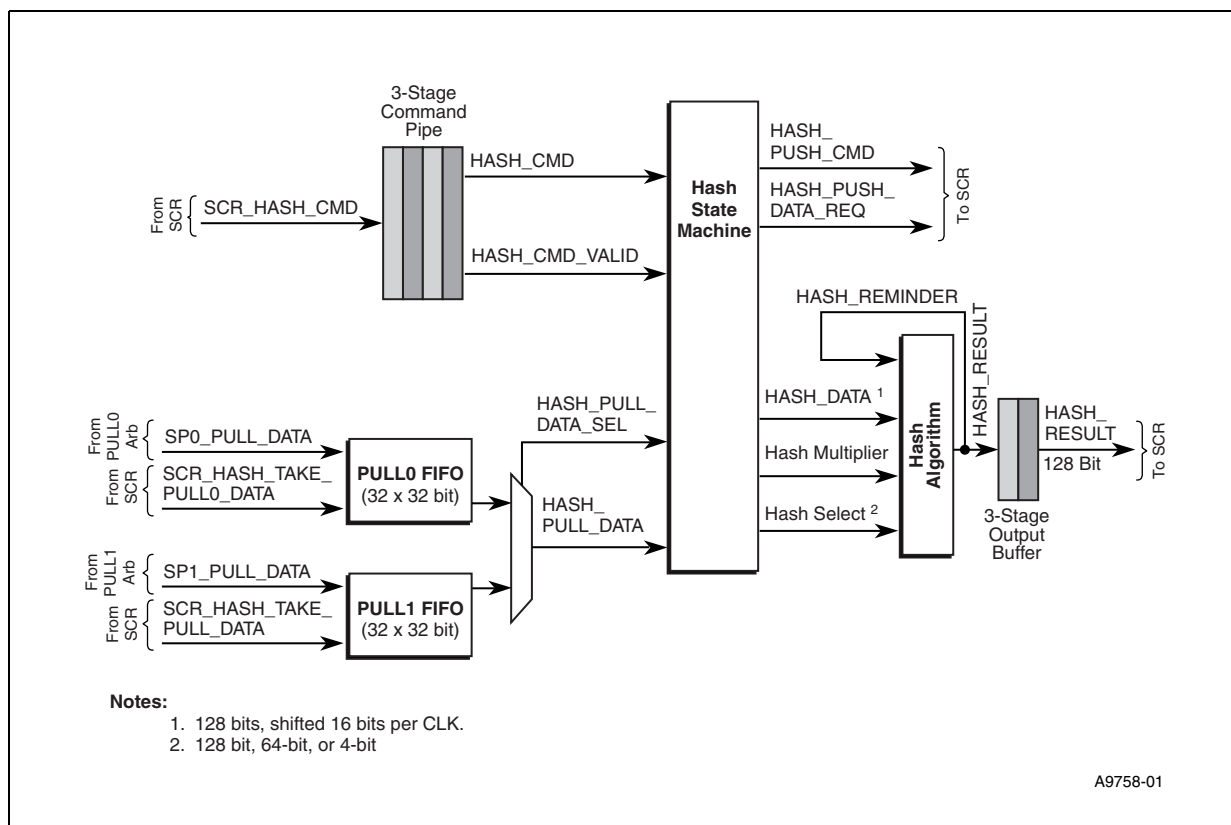 3-Stage
Command
Pipe
From
SCR
SCR_HASH_CMD
HASH_CMD
HASH_CMD_VALID
Hash
State
Machine
HASH_
PUSH_CMD
HASH_PUSH_
DATA_REQ
To SCR
HASH_REMINDER
HASH_RESULT
HASH_DATA 1
Hash Multiplier
Hash Select 2
Hash
Algorithm
3-Stage
Output
Buffer
HASH_
RESULT
128 Bit
To SCR
From
PULL0
Arb
SP0_PULL_DATA
From
SCR
SCR_HASH_TAKE_
PULL0_DATA
PULL0 FIFO
(32 x 32 bit)
HASH_PULL_
DATA_SEL
HASH_
PULL_DATA
From
PULL1
Arb
SP1_PULL_DATA
From
SCR
SCR_HASH_TAKE_
PULL_DATA
PULL1 FIFO
(32 x 32 bit)
Notes:
1. 128 bits, shifted 16 bits per CLK.
2. 128 bit, 64-bit, or 4-bit
A9758-01